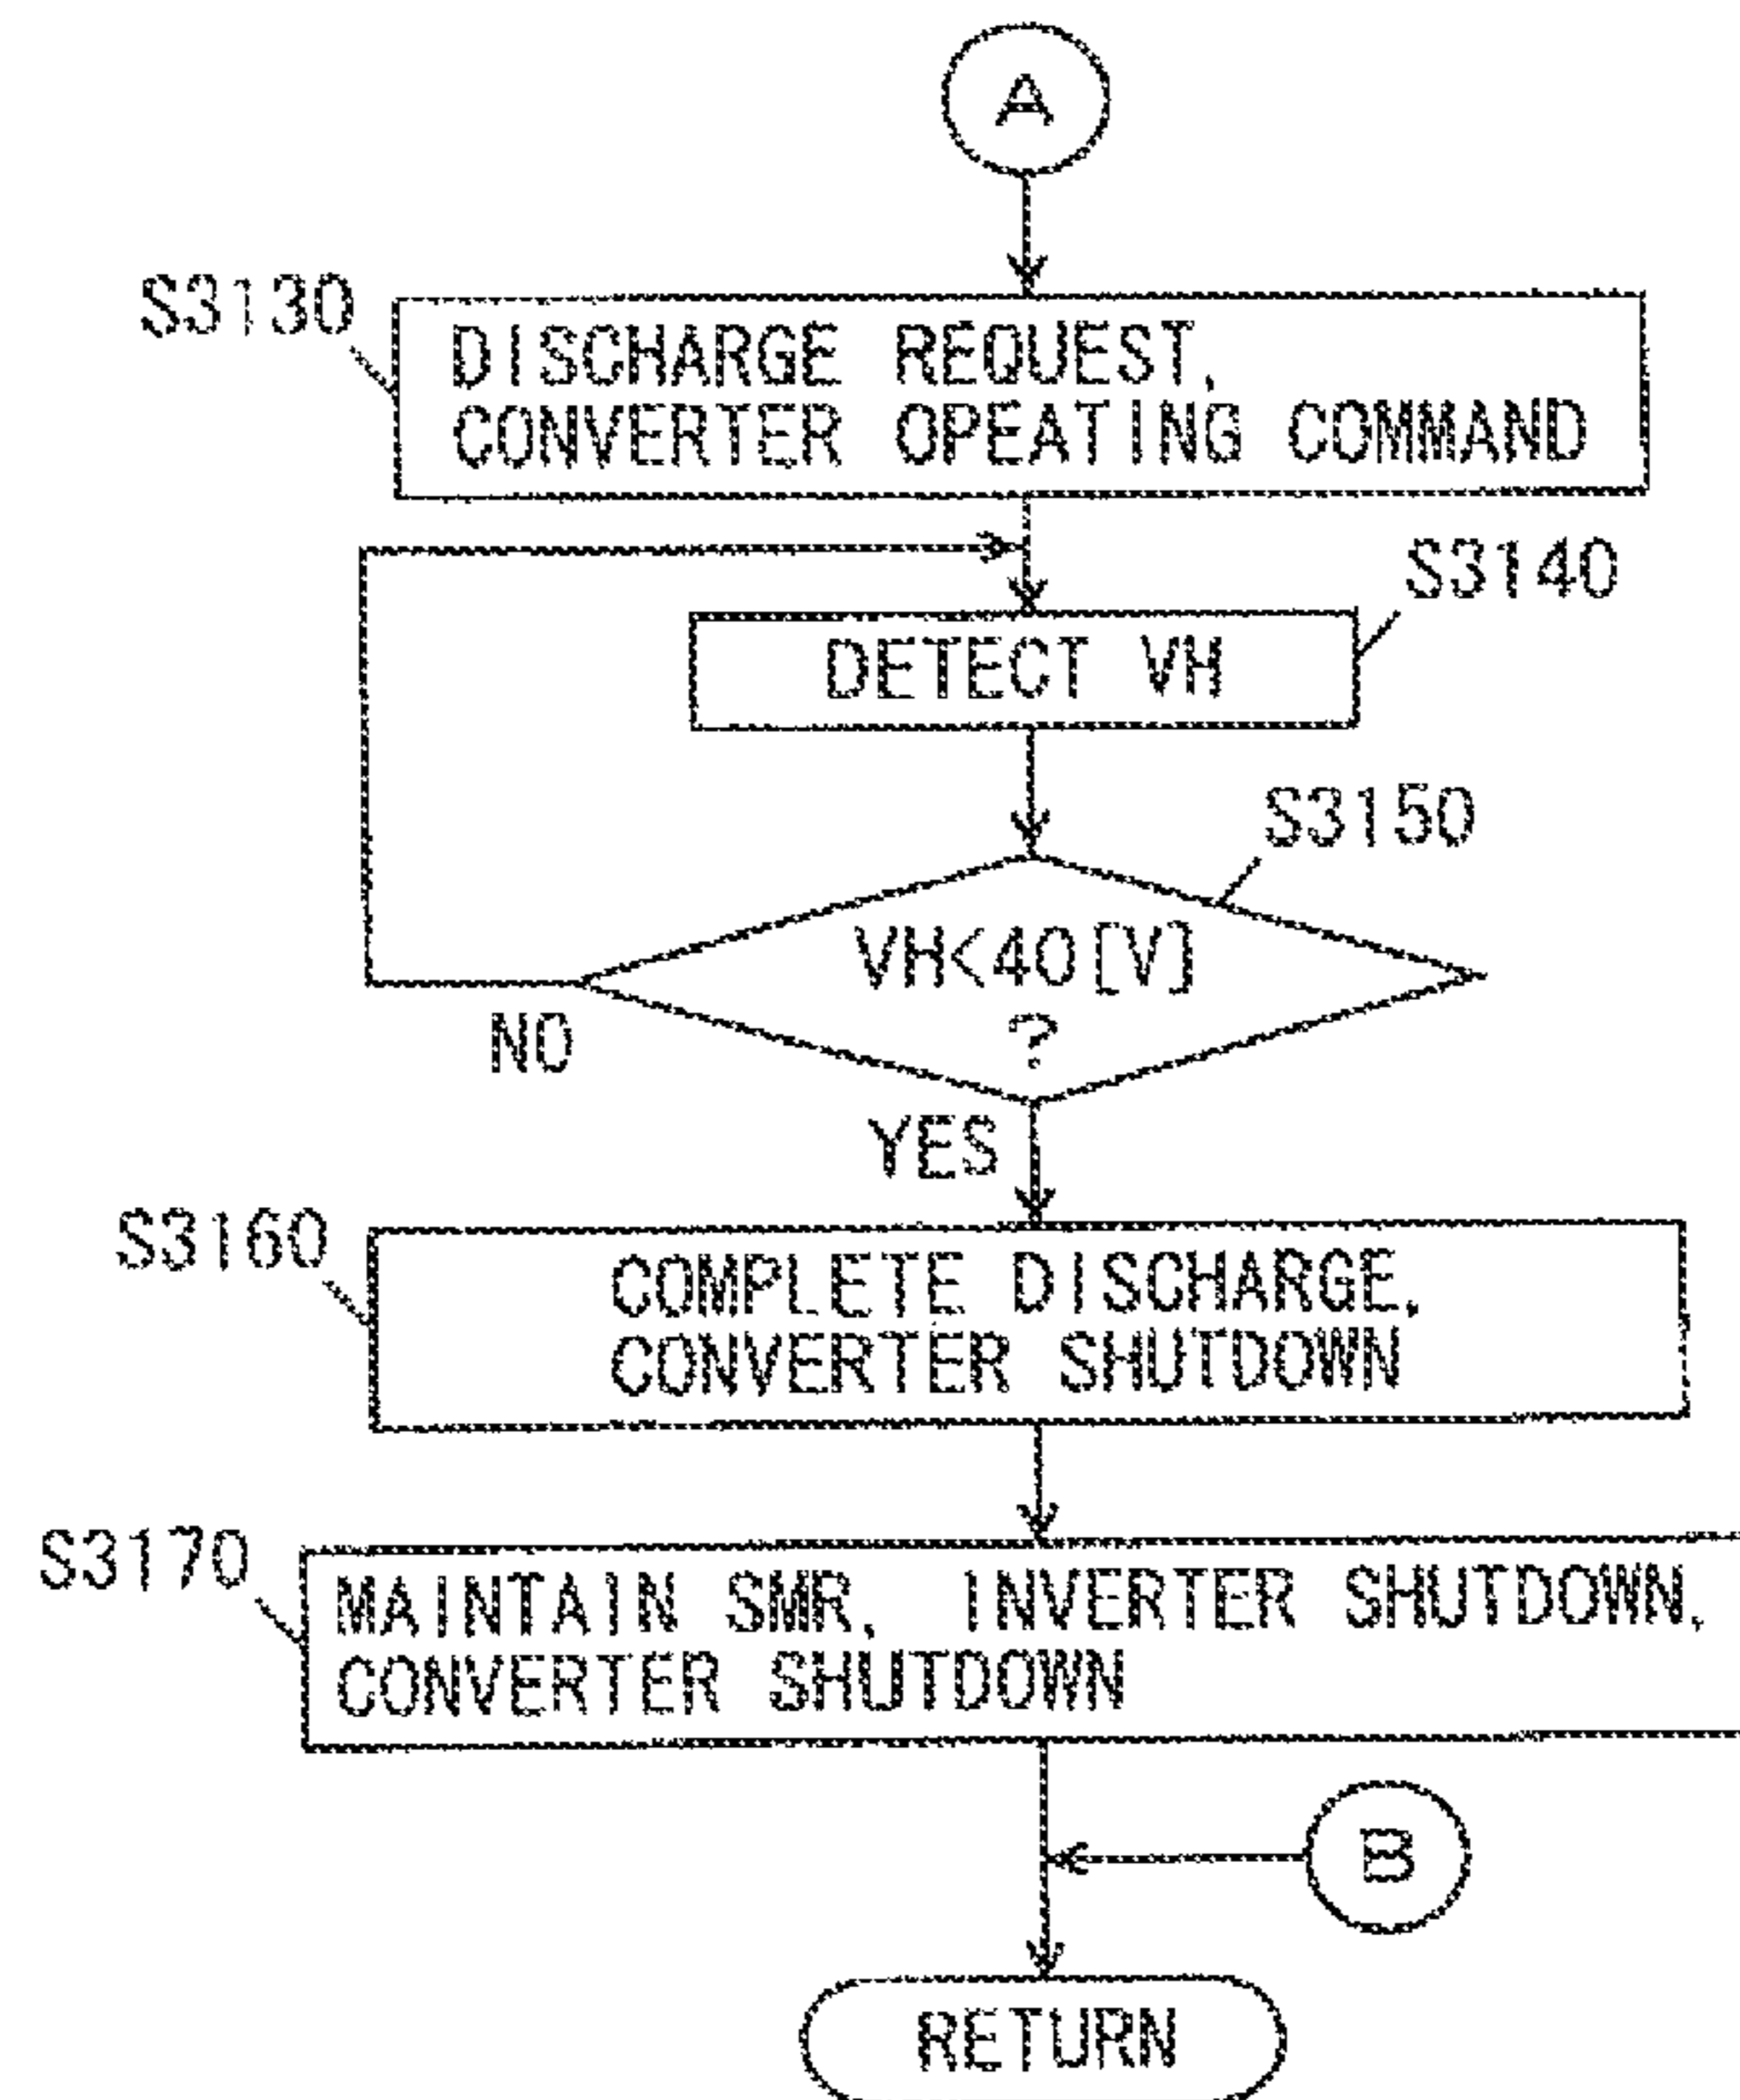 A
S3130
DISCHARGE REQUEST,
CONVERTER OPEATING COMMAND
S3140
DETECT VH
S3150
VH<40[V]
?
NO
YES
S3160
COMPLETE DISCHARGE,
CONVERTER SHUTDOWN
S3170
MAINTAIN SMR, INVERTER SHUTDOWN,
CONVERTER SHUTDOWN
B
RETURN